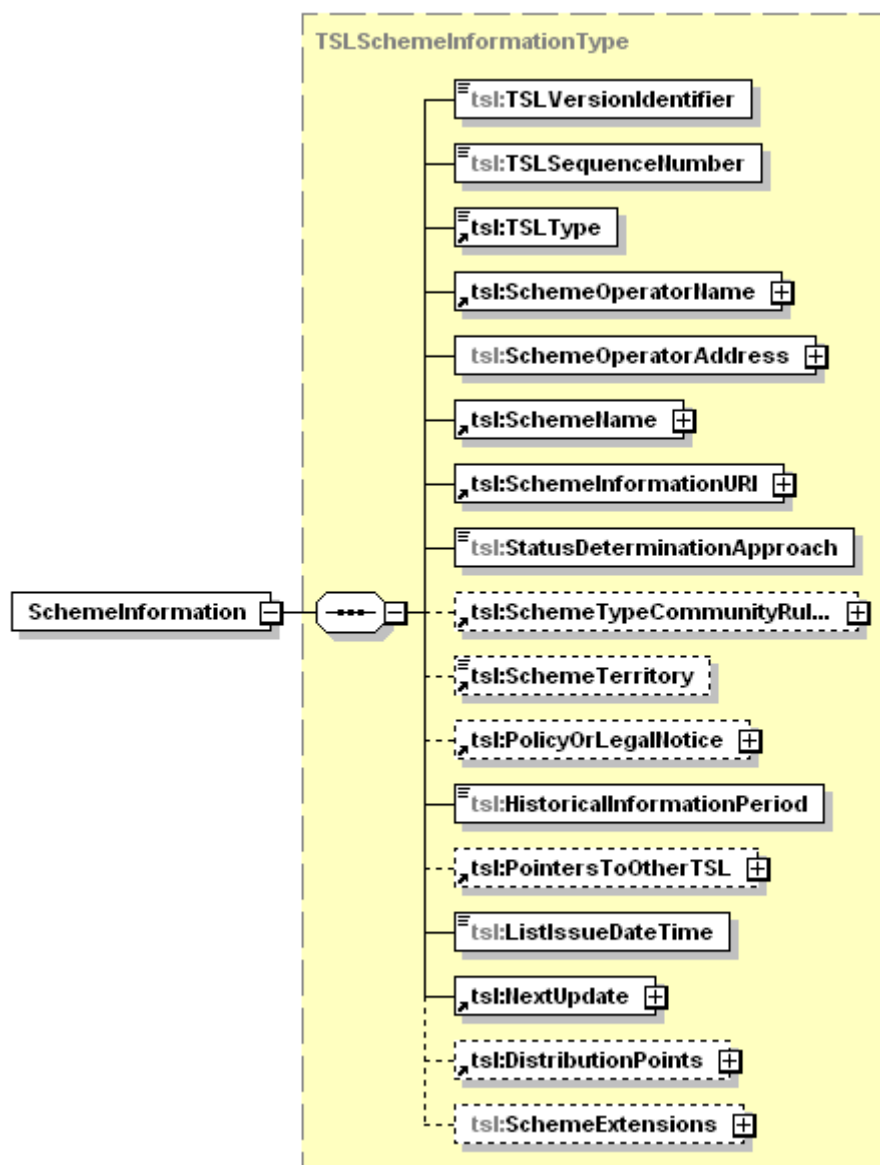 TSLSchemeInformationType
tsl:TSLVersionIdentifier
tsl:TSLSequenceNumber
tsl:TSLType
tsl:SchemeOperatorName
tsl:SchemeOperatorAddress
tsl:SchemeName
tsl:SchemeInformationURI
tsl:StatusDeterminationApproach
SchemeInformation
tsl:SchemeTypeCommunityRul...
tsl:SchemeTerritory
tsl:PolicyOrLegalNotice
tsl:HistoricalInformationPeriod
tsl:PointersToOtherTSL
tsl:ListIssueDateTime
tsl:NextUpdate
tsl:DistributionPoints
tsl:SchemeExtensions